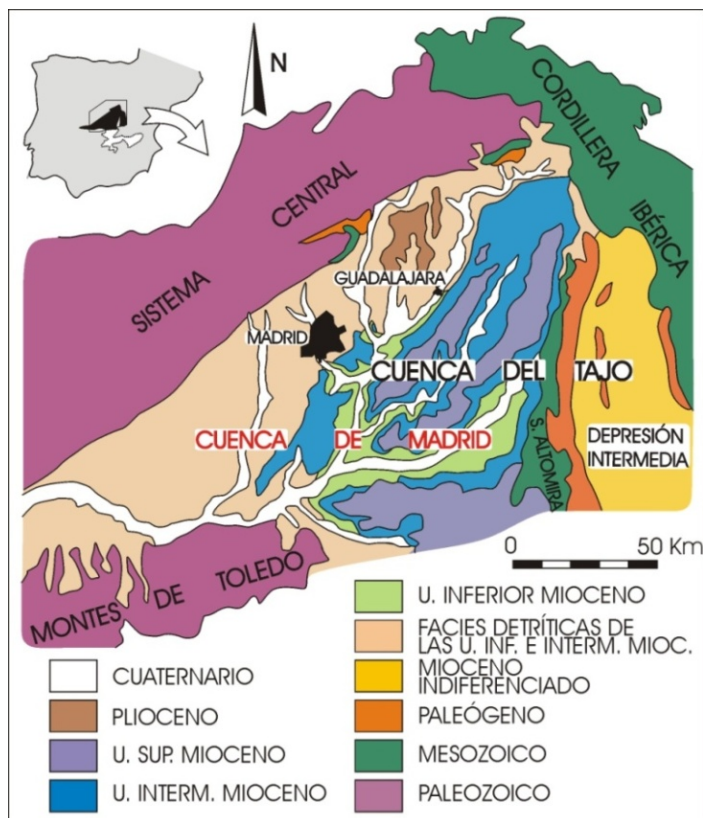 N
CORDILLERA
IBÉRICA
SISTEMA
CENTRAL
GUADALAJARA
MADRID
CUENCA DEL TAJO
CUENCA DE MADRID
S. ALTOMIRA
DEPRESIÓN
INTERMEDIA
MONTES DE TOLEDO
0 50 Km
U. INFERIOR MIOCENO
FACIES DETRÍTICAS DE
LAS U. INF. E INTERM. MIOC.
MIOCENO
INDIFERENCIADO
CUATERNARIO
PLIOCENO
PALEÓGENO
U. SUP. MIOCENO
MESOZOICO
U. INTERM. MIOCENO
PALEOZOICO